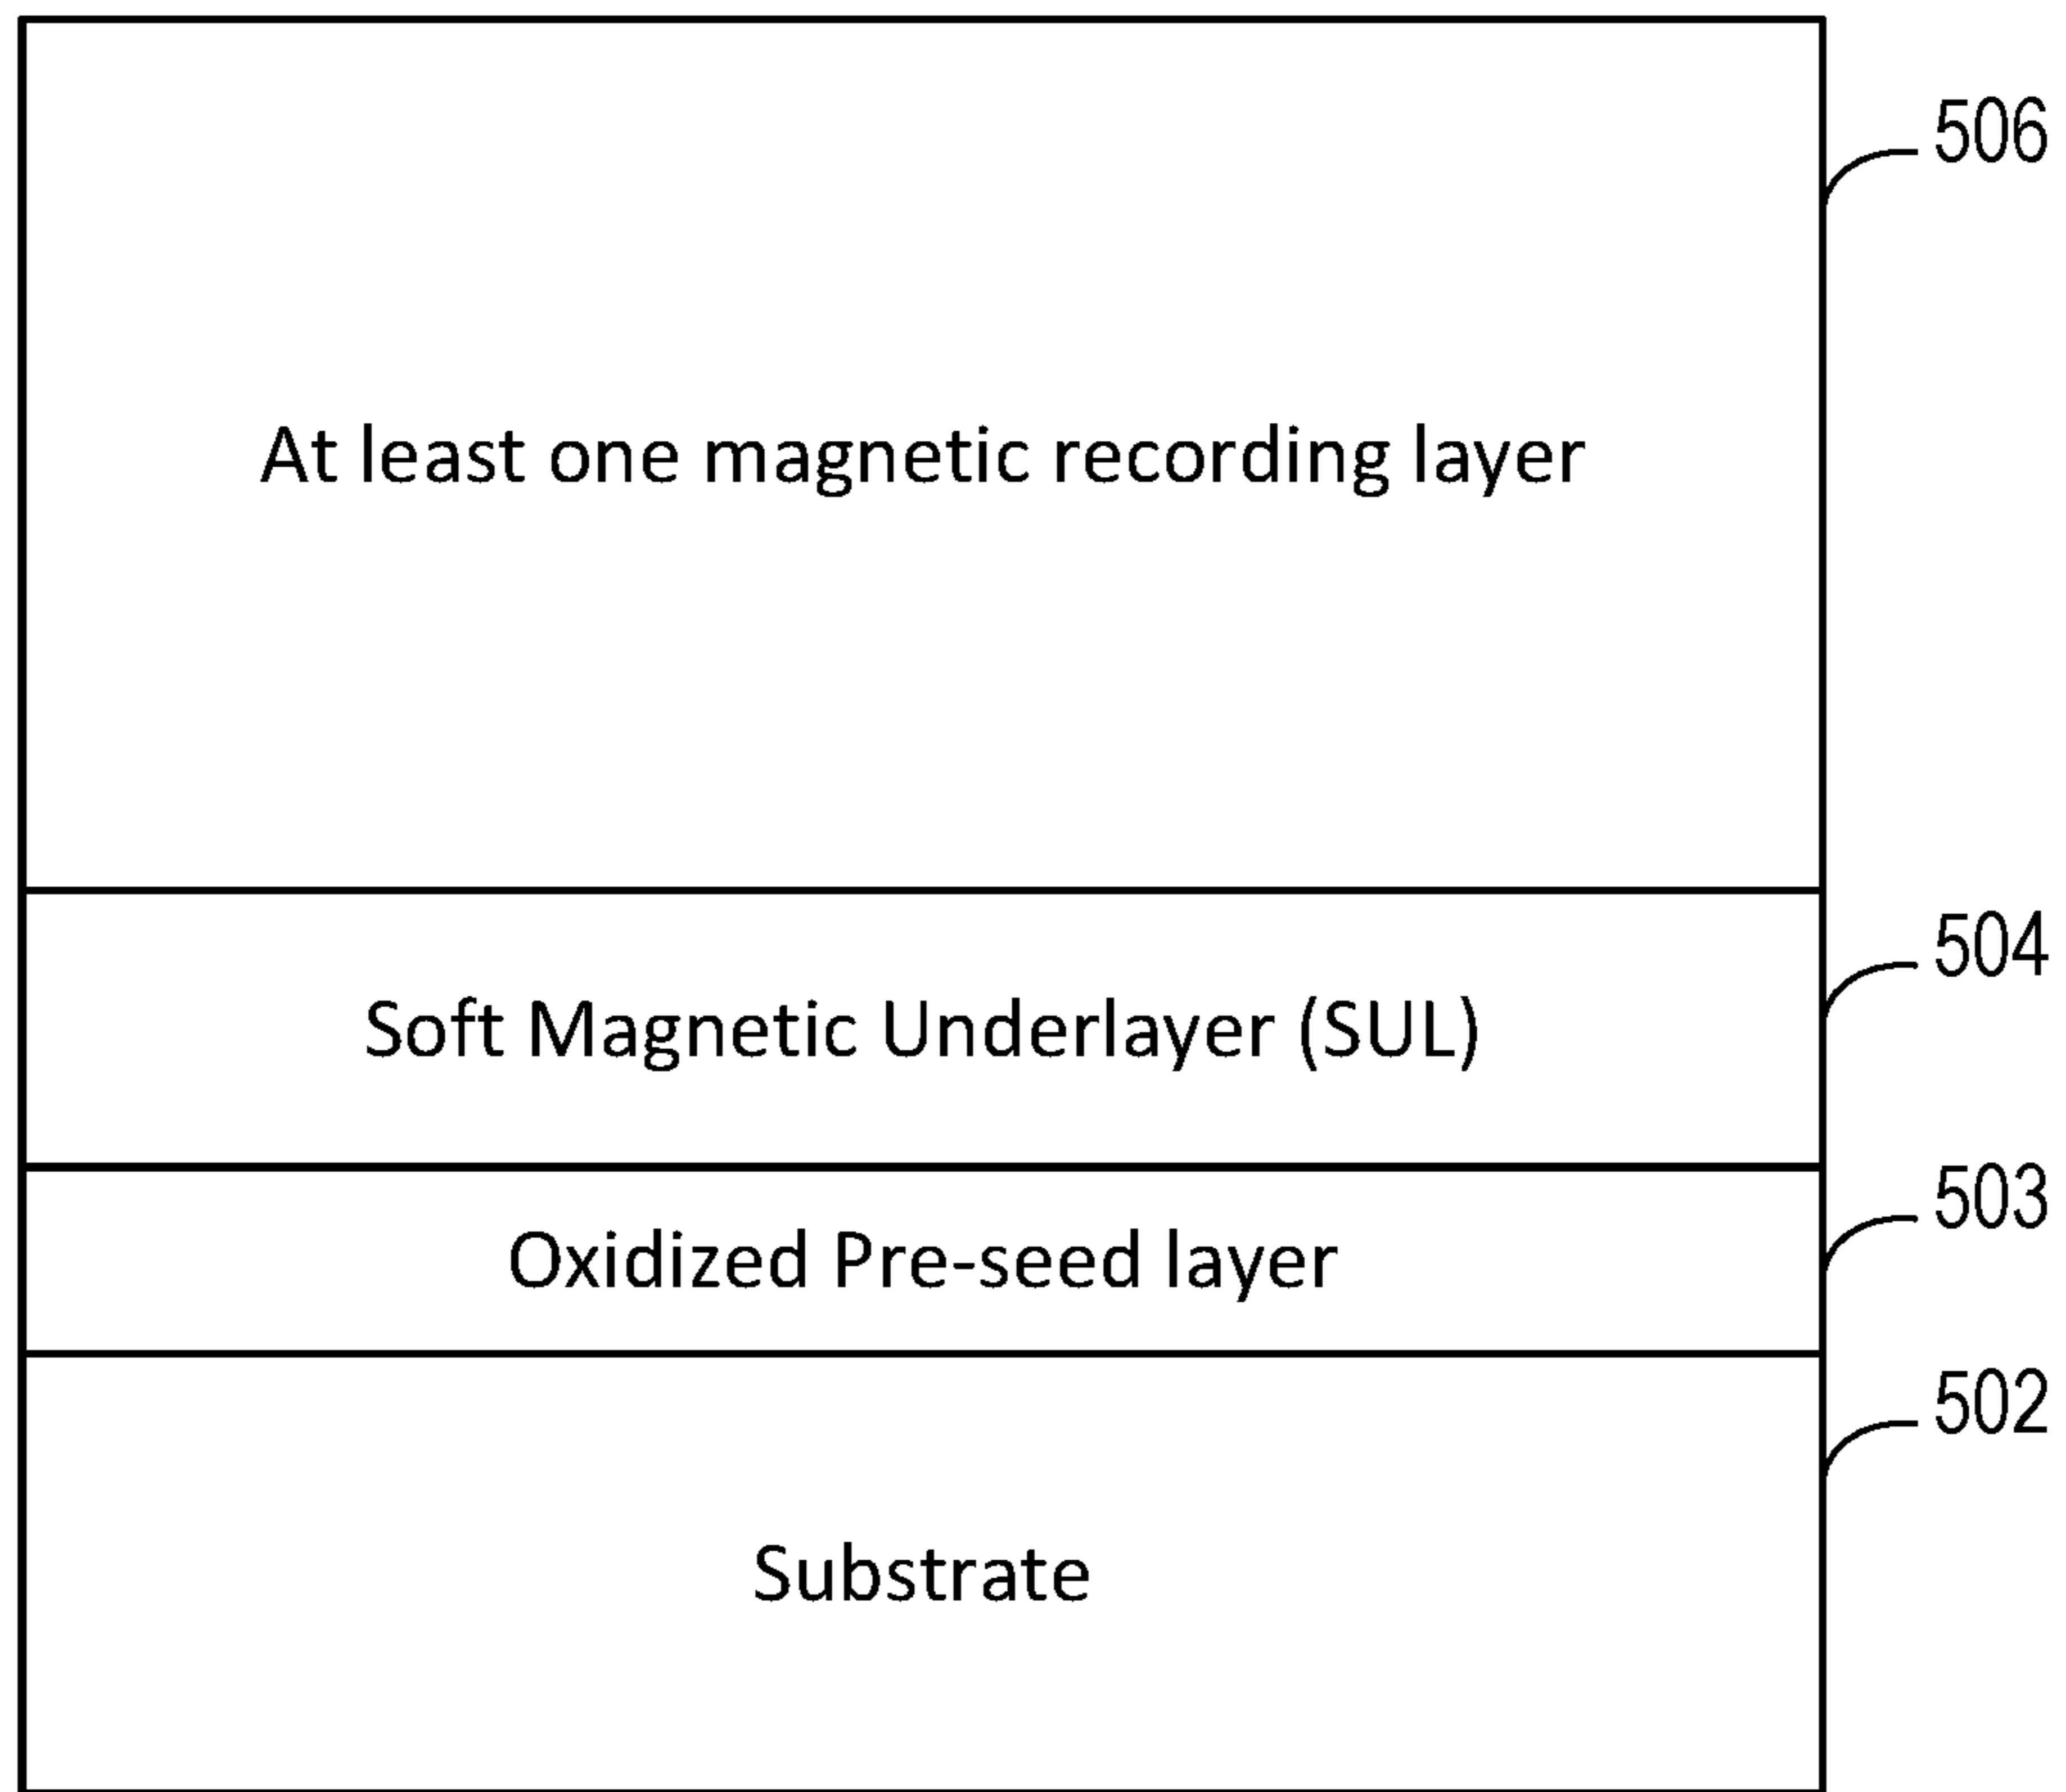 506
At least one magnetic recording layer
504
Soft Magnetic Underlayer (SUL)
503
Oxidized Pre-seed layer
502
Substrate